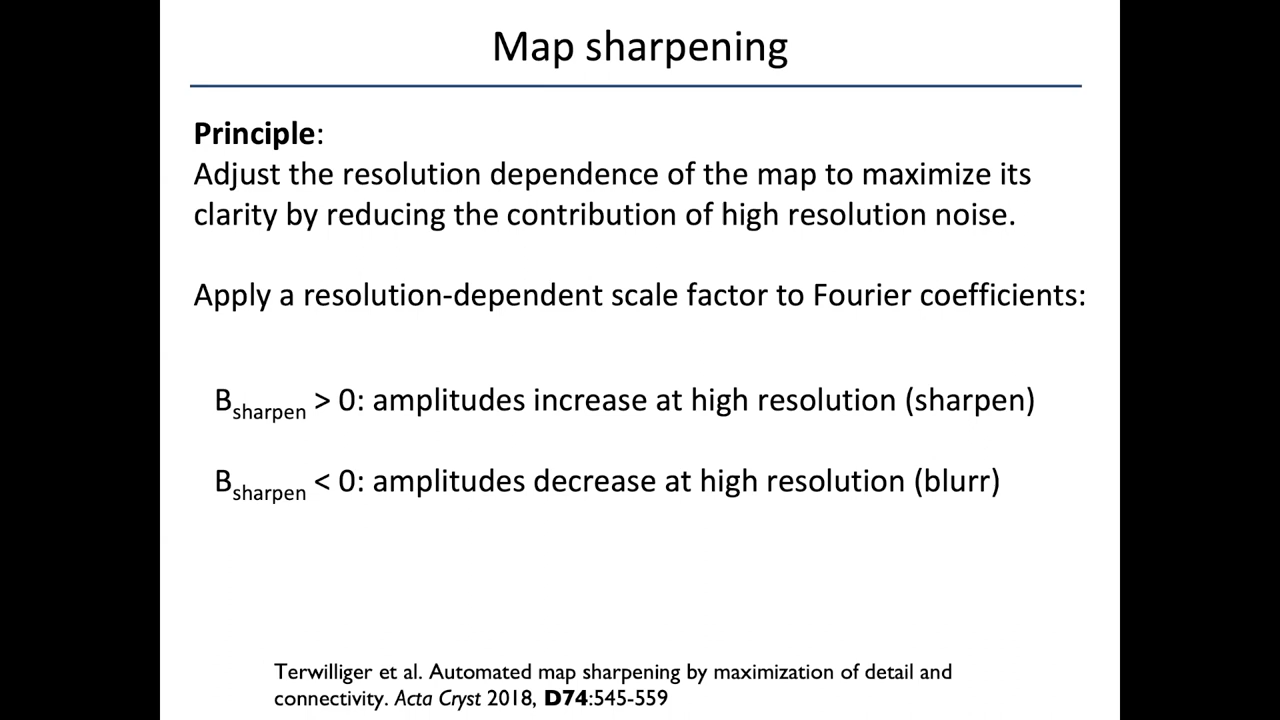 Map sharpening
Principle:
Adjust the resolution dependence of the map to maximize its
clarity by reducing the contribution of high resolution noise.
Apply a resolution-dependent scale factor to Fourier coefficients:
Bsharpen > 0: amplitudes increase at high resolution (sharpen)
Bsharpen < 0: amplitudes decrease at high resolution (blurr)
Terwilliger et al. Automated map sharpening by maximization of detail and
connectivity. Acta Cryst 2018, D74:545-559